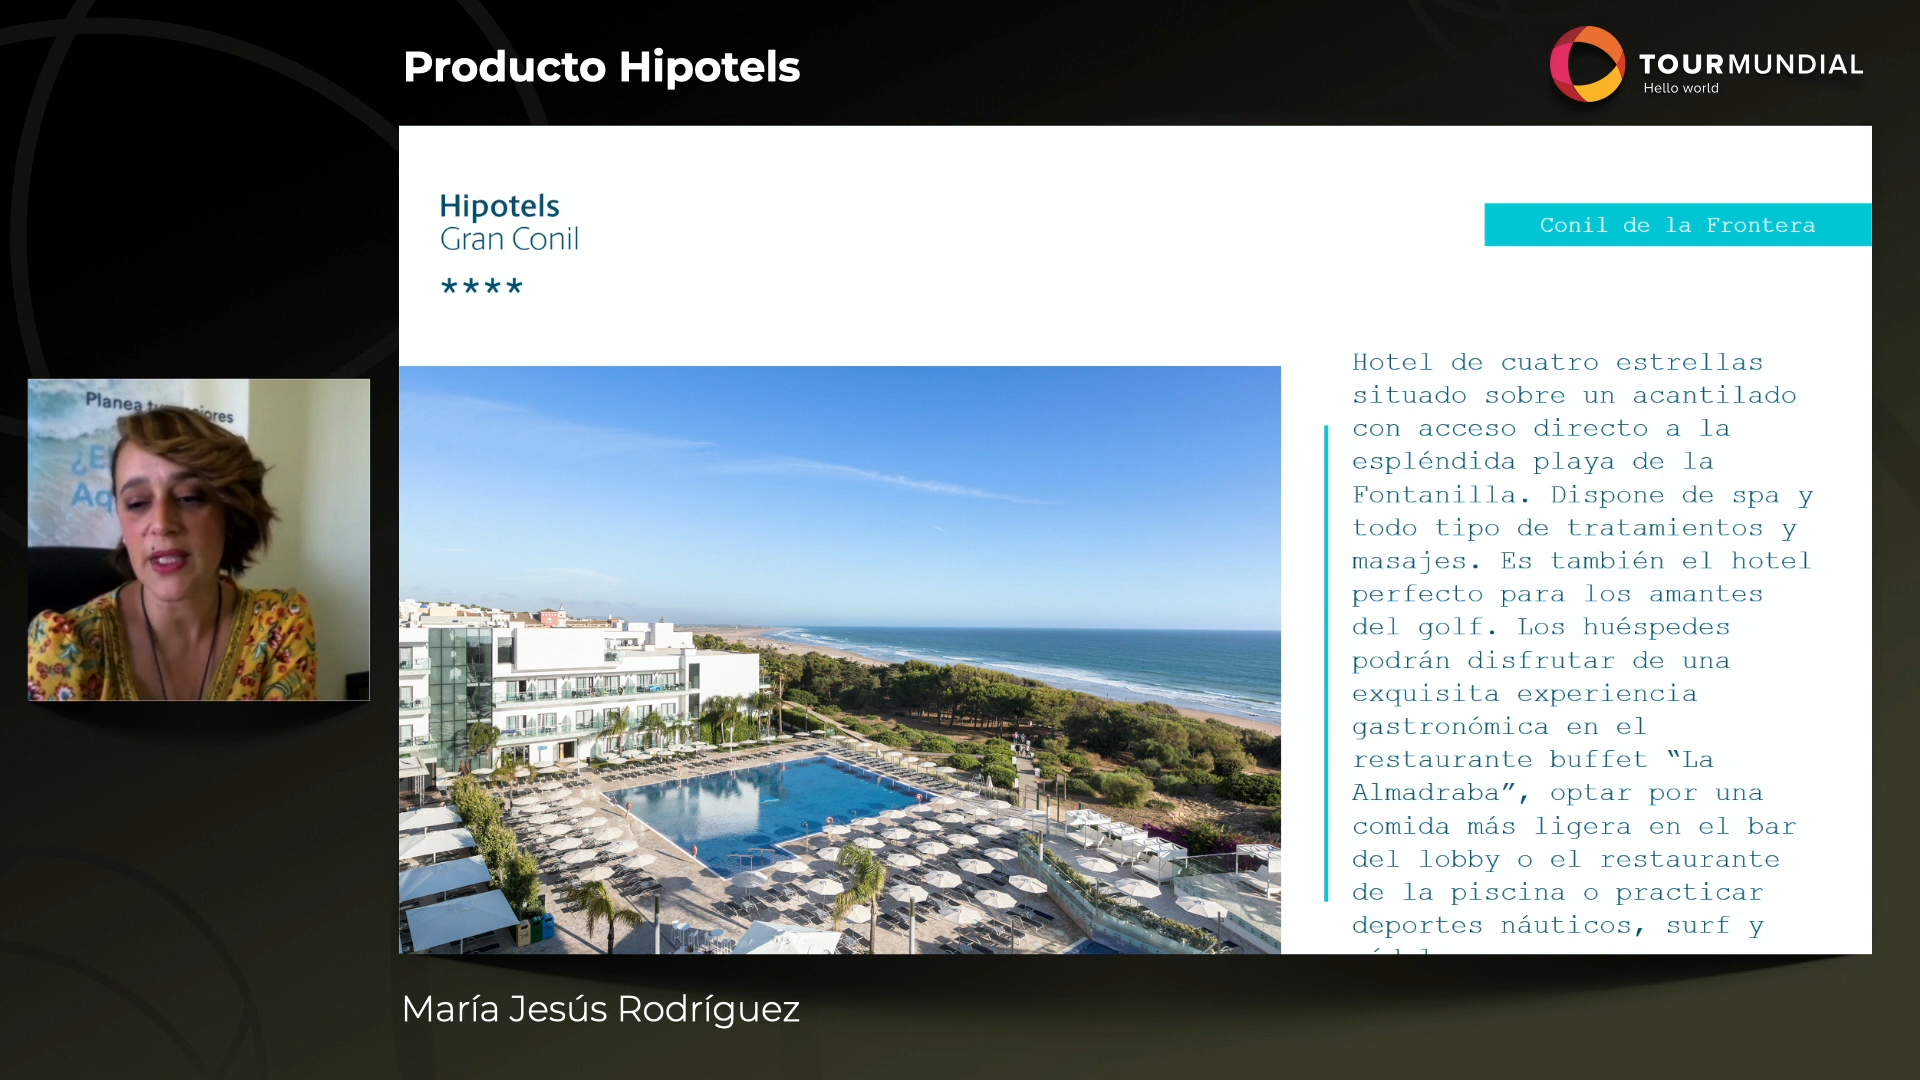 Producto Hipotels
TOURMUNDIAL
Hello world
Hipotels
Gran Conil
****
Conil de la Frontera
Planea
Hotel de cuatro estrellas
situado sobre un acantilado
con acceso directo a la
espléndida playa de la
Fontanilla. Dispone de spa y
todo tipo de tratamientos y
masajes. Es también el hotel
perfecto para los amantes
del golf. Los huéspedes
podrán disfrutar de una
exquisita experiencia
gastronómica en el
restaurante buffet “La
Almadraba”, optar por una
comida más ligera en el bar
del lobby o el restaurante
de la piscina o practicar
deportes náuticos, surf y
María Jesús Rodríguez